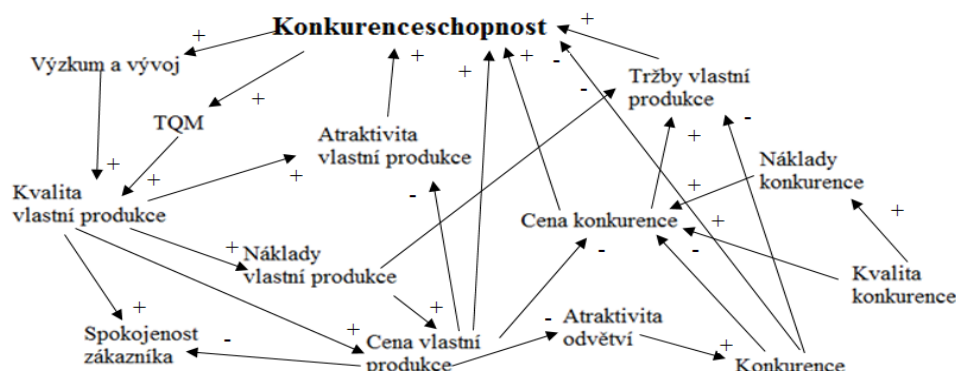 Konkurenceschopnost
+
+
Výzkum a vývoj
+
+
+
-
-
Tržby vlastní
produkce
+
TQM
-
Atraktivita
vlastní produkce
+
Náklady
konkurence
+
+
+
Kvalita
vlastní produkce
-
+
Cena konkurence
+
+
+
Náklady
vlastní produkce
-
-
Kvalita
konkurence
+
Spokojenost
zákazníka
-
+
+
Cena vlastní
produkce
-
Atraktivita
odvětví
+
Konkurence